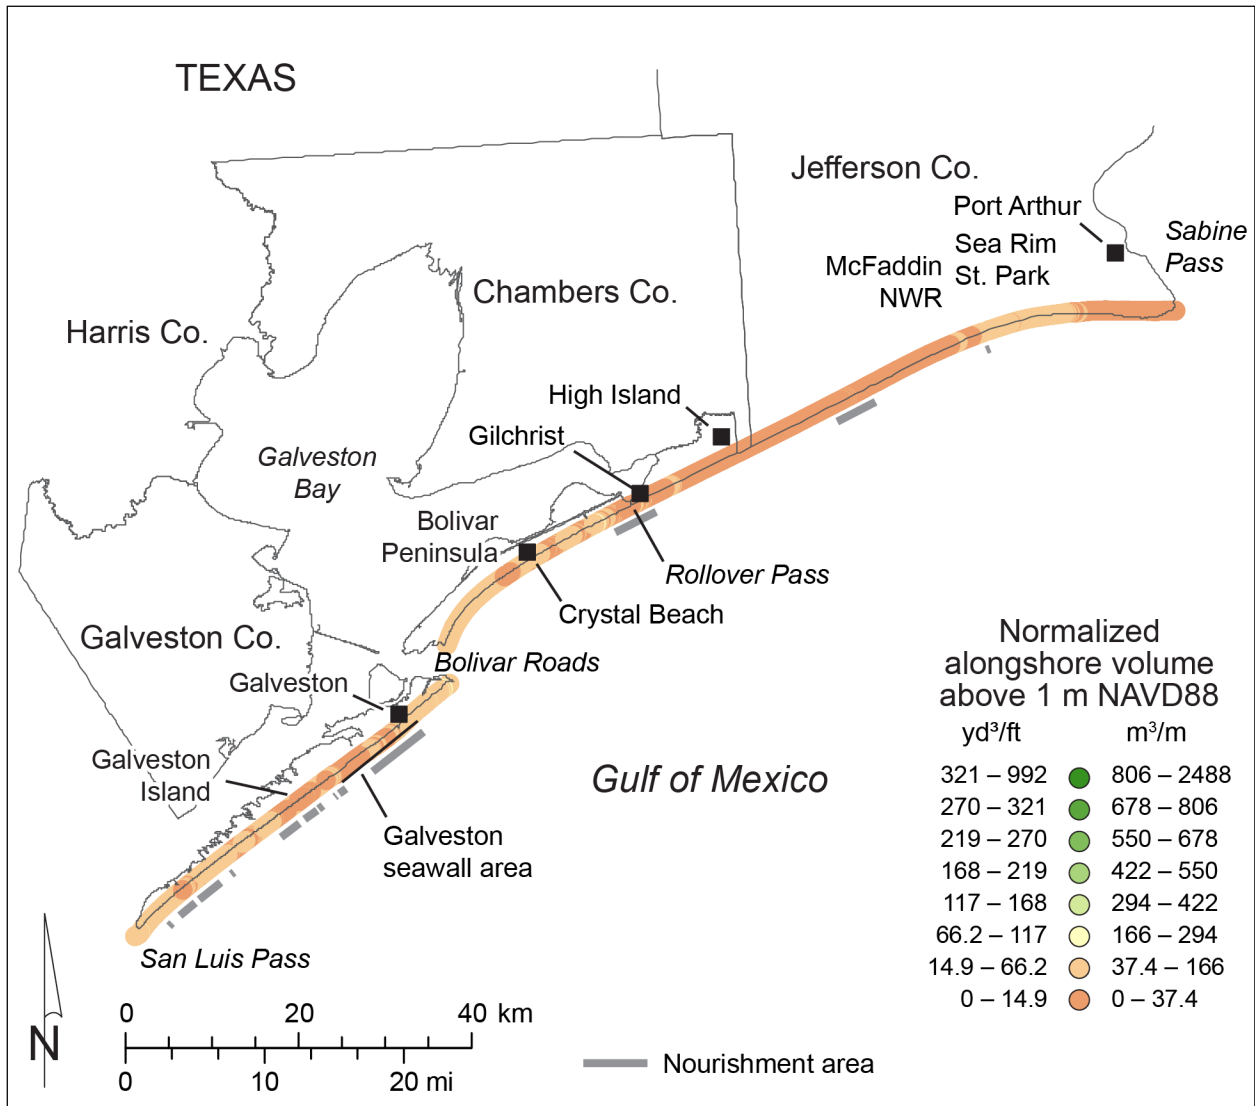 TEXAS
Jefferson Co.
Port Arthur
Sabine
Pass
Sea Rim
St. Park
McFaddin
NWR
Chambers Co.
Harris Co.
High Island
Gilchrist
Galveston
Bay
Bolivar
Peninsula
Rollover Pass
Crystal Beach
Galveston Co.
Bolivar Roads
Galveston
Galveston
Island
Gulf of Mexico
Galveston
seawall area
San Luis Pass
Normalized
alongshore volume
above 1 m NAVD88
yd³/ft m³/m
321 – 992 806 – 2488
270 – 321 678 – 806
219 – 270 550 – 678
168 – 219 422 – 550
117 – 168 294 – 422
66.2 – 117 166 – 294
14.9 – 66.2 37.4 – 166
0 – 14.9 0 – 37.4
N
0 20 40 km
0 10 20 mi
Nourishment area